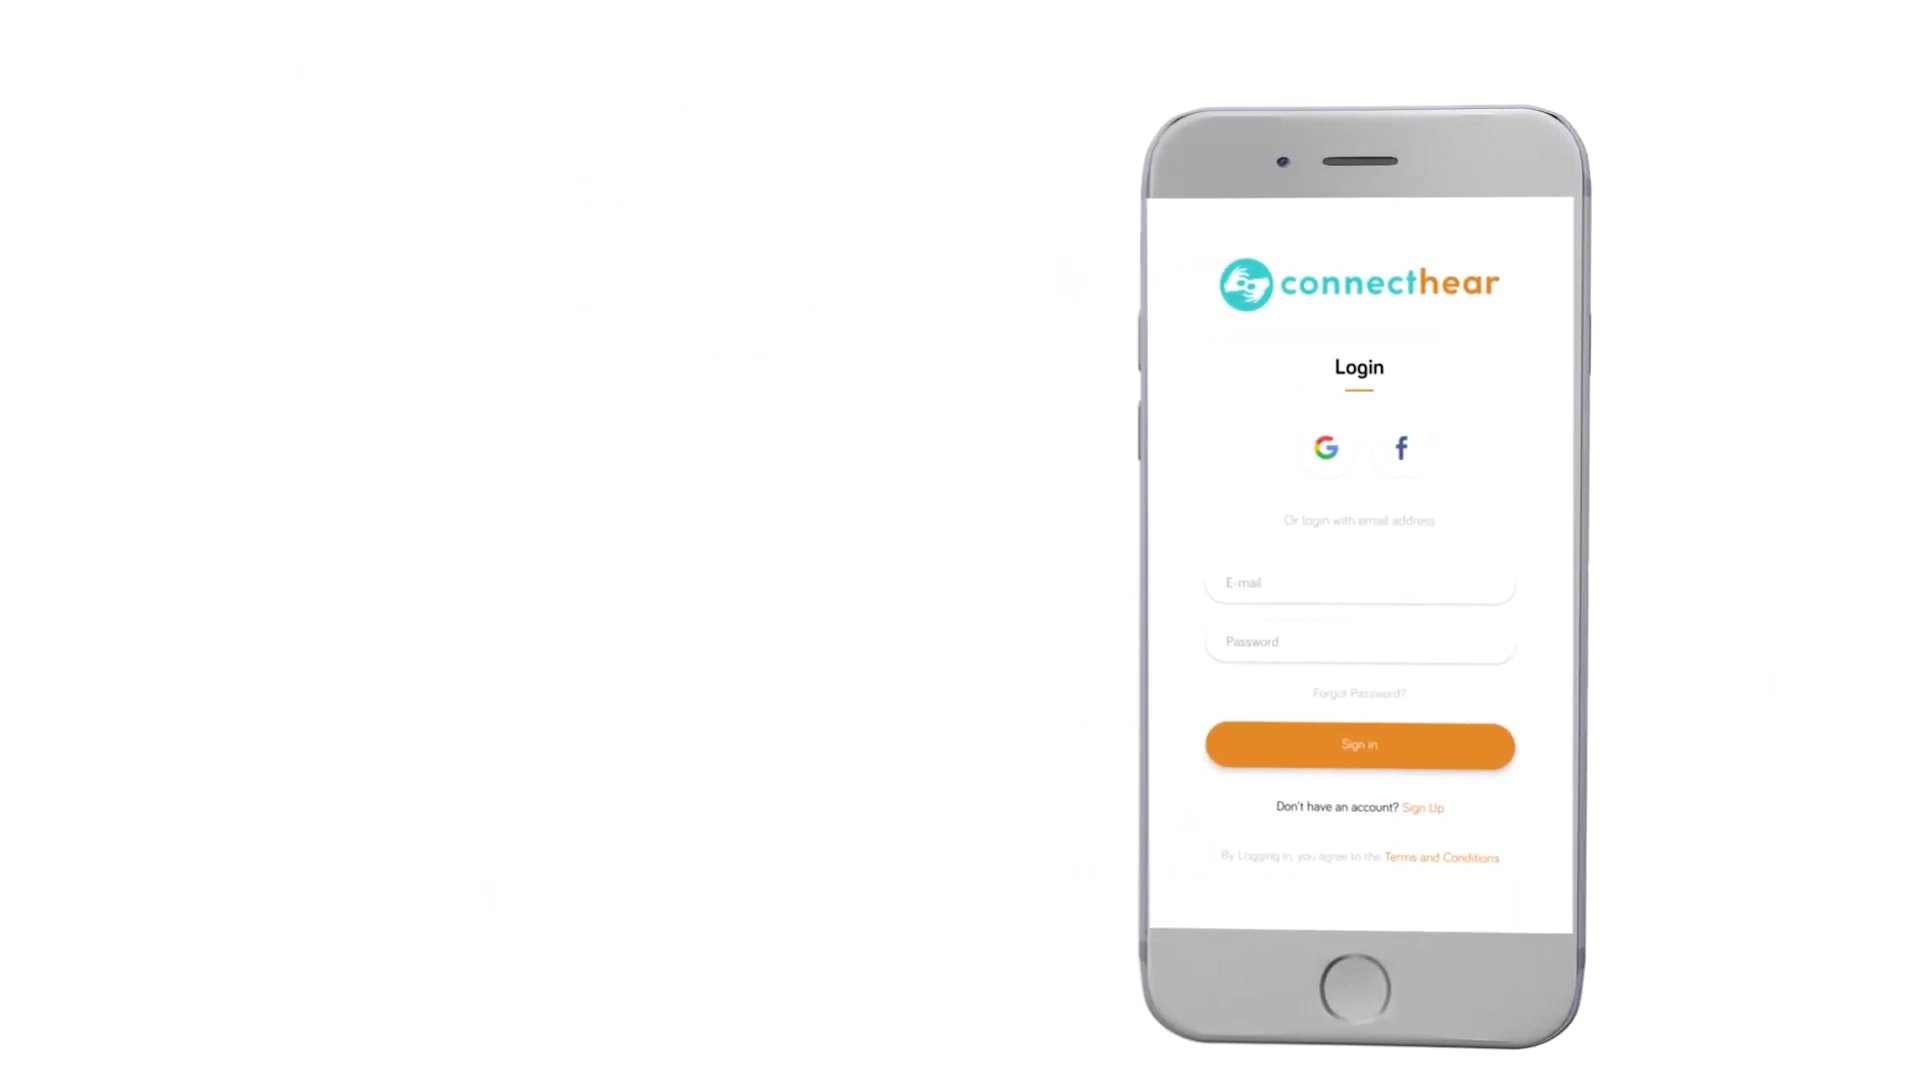 connecthear
Login
Or login with email address
E-mail
Password
Forgot Password?
Sign in
Don't have an account? Sign Up
By Logging in, you agree to the Terms and Conditions